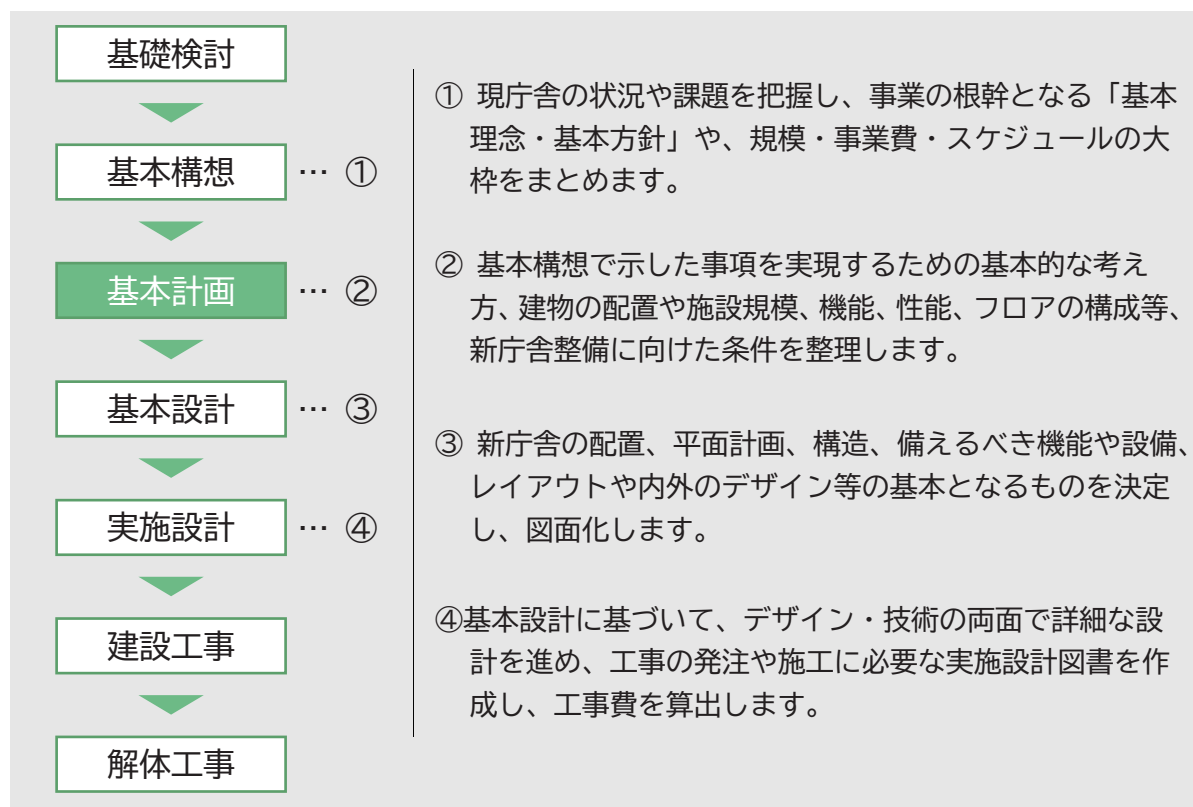 基礎検討
基本構想 … ①
基本計画 … ②
基本設計 … ③
実施設計 … ④
建設工事
解体工事
① 現庁舎の状況や課題を把握し、事業の根幹となる「基本
理念・基本方針」や、規模・事業費・スケジュールの大
枠をまとめます。
② 基本構想で示した事項を実現するための基本的な考え
方、建物の配置や施設規模、機能、性能、フロアの構成等、
新庁舎整備に向けた条件を整理します。
③ 新庁舎の配置、平面計画、構造、備えるべき機能や設備、
レイアウトや内外のデザイン等の基本となるものを決定
し、図面化します。
④基本設計に基づいて、デザイン・技術の両面で詳細な設
計を進め、工事の発注や施工に必要な実施設計図書を作
成し、工事費を算出します。